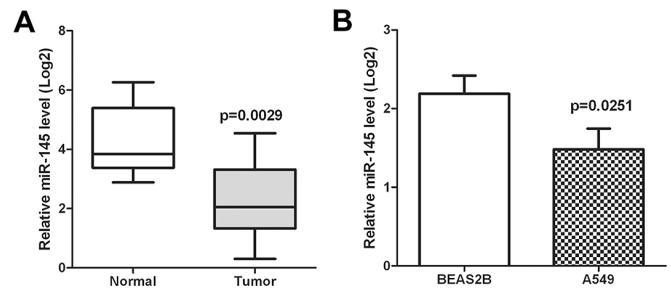 A
Relative miR-145 level (Log2)
8
6
4
2
0
p=0.0029
Normal
Tumor
B
Relative miR-145 level (Log2)
3
2
1
0
p=0.0251
BEAS2B
A549